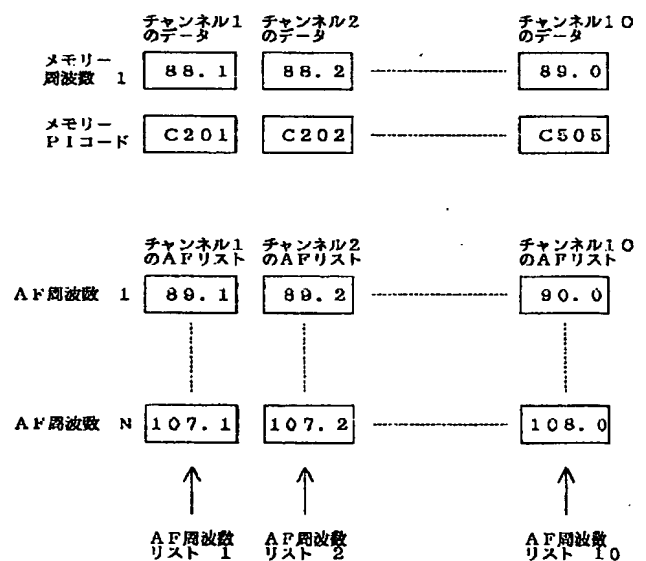 チャンネル1 チャンネル2 チャンネル10
のデータ のデータ のデータ
メモリー
周波数 1 88.1 88.2 89.0
メモリー
PIコード C201 C202 C505
チャンネル1 チャンネル2 チャンネル10
のAFリスト のAFリスト のAFリスト
AF周波数 1 89.1 89.2 90.0
AF周波数 N 107.1 107.2 108.0
AF周波数 AF周波数 AF周波数
リスト 1 リスト 2 リスト 10